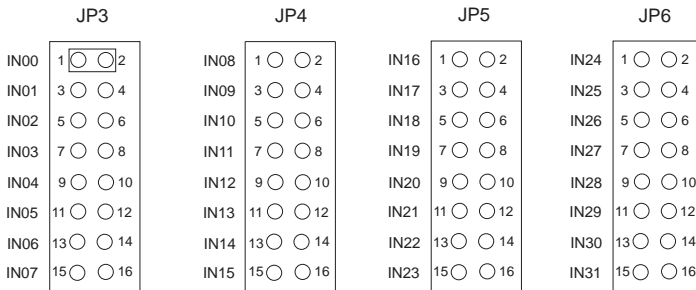 JP3 JP4 JP5 JP6
IN00 1 2 IN08 1 2 IN16 1 2 IN24 1 2
IN01 3 4 IN09 3 4 IN17 3 4 IN25 3 4
IN02 5 6 IN10 5 6 IN18 5 6 IN26 5 6
IN03 7 8 IN11 7 8 IN19 7 8 IN27 7 8
IN04 9 10 IN12 9 10 IN20 9 10 IN28 9 10
IN05 11 12 IN13 11 12 IN21 11 12 IN29 11 12
IN06 13 14 IN14 13 14 IN22 13 14 IN30 13 14
IN07 15 16 IN15 15 16 IN23 15 16 IN31 15 16